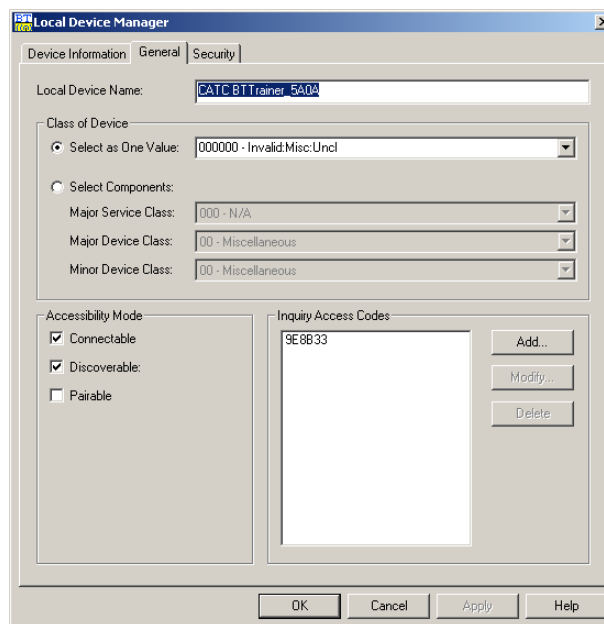 BT
Local Device Manager
Device Information
General
Security
Local Device Name:
CATC BTTrainer_5A0A
Class of Device
Select as One Value:
000000 - Invalid:Misc:Uncl
Select Components:
Major Service Class:
000 - N/A
Major Device Class:
00 - Miscellaneous
Minor Device Class:
00 - Miscellaneous
Accessibility Mode
Connectable
Discoverable:
Pairable
Inquiry Access Codes
9E8B33
Add...
Modify...
Delete
OK
Cancel
Apply
Help